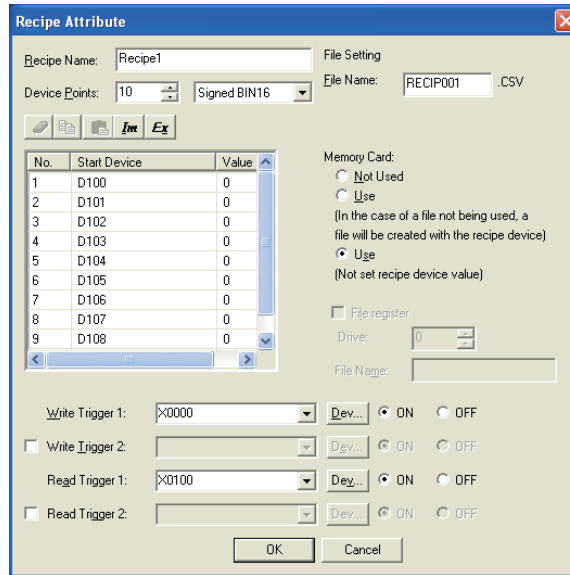 Recipe Attribute
Recipe Name: Recipe1
Device Points: 10 Signed BIN16
File Setting
File Name: RECIP001 .CSV
Im Ex
No. Start Device Value
1 D100 0
2 D101 0
3 D102 0
4 D103 0
5 D104 0
6 D105 0
7 D106 0
8 D107 0
9 D108 0
Memory Card:
Not Used
Use
(In the case of a file not being used, a
file will be created with the recipe device)
Use
(Not set recipe device value)
File register
Drive: 0
File Name:
Write Trigger 1: X0000 Dev... ON OFF
Write Trigger 2: Dev... ON OFF
Read Trigger 1: X0100 Dev... ON OFF
Read Trigger 2: Dev... ON OFF
OK Cancel